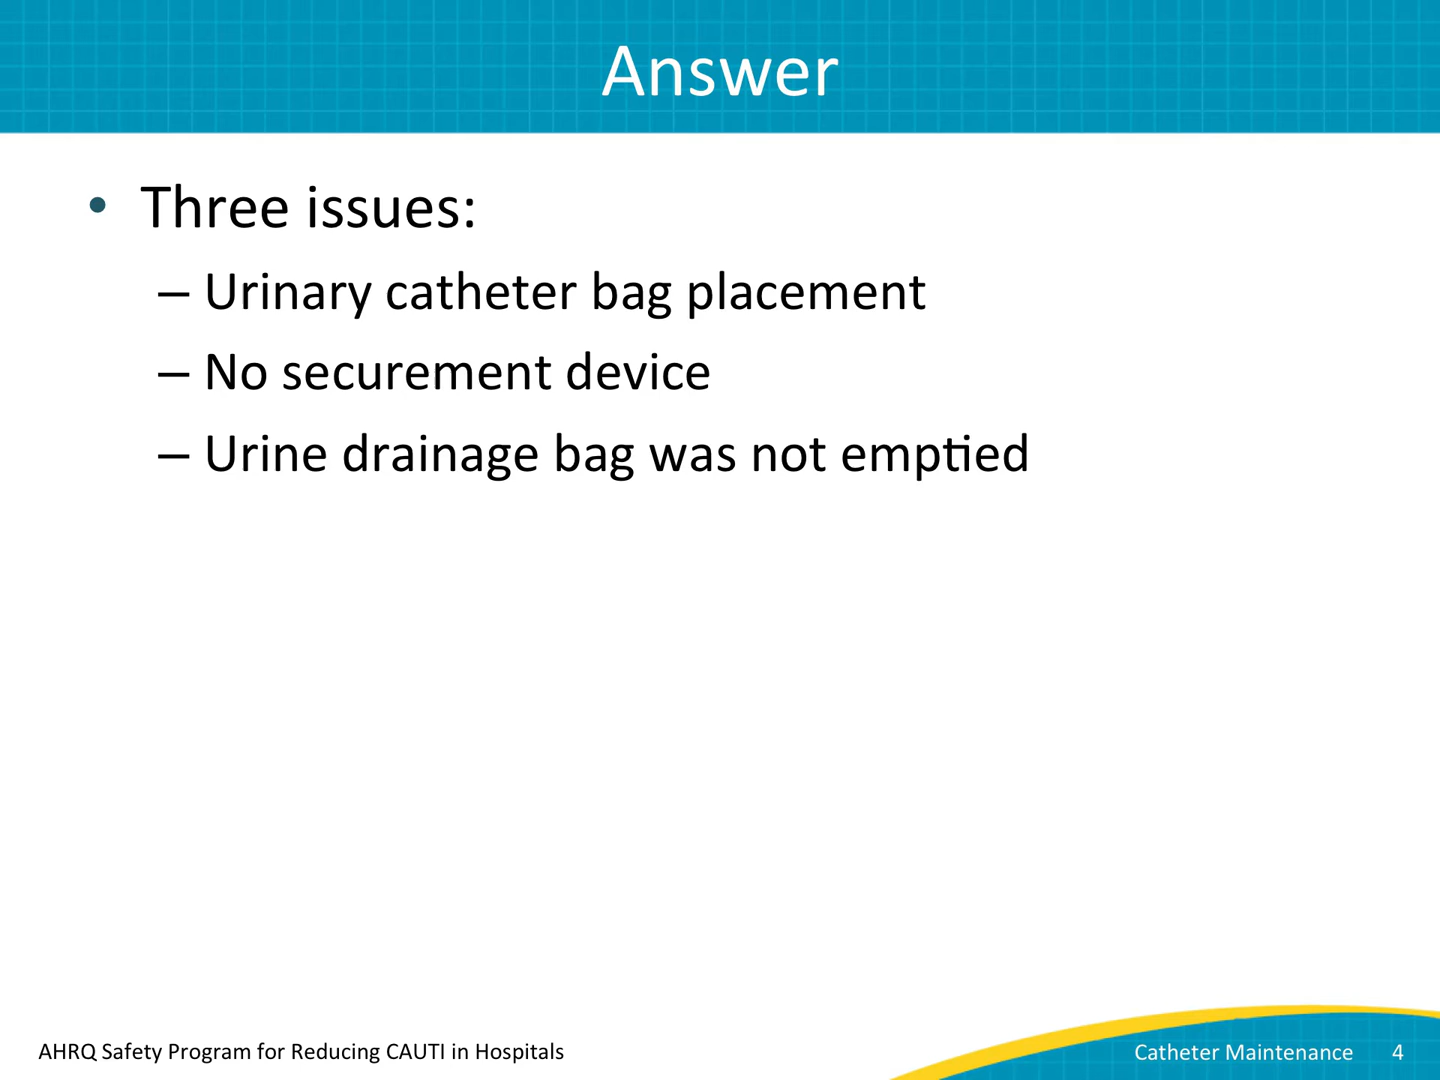 Answer
• Three issues:
– Urinary catheter bag placement
– No securement device
– Urine drainage bag was not emptied
AHRQ Safety Program for Reducing CAUTI in Hospitals
Catheter Maintenance 4